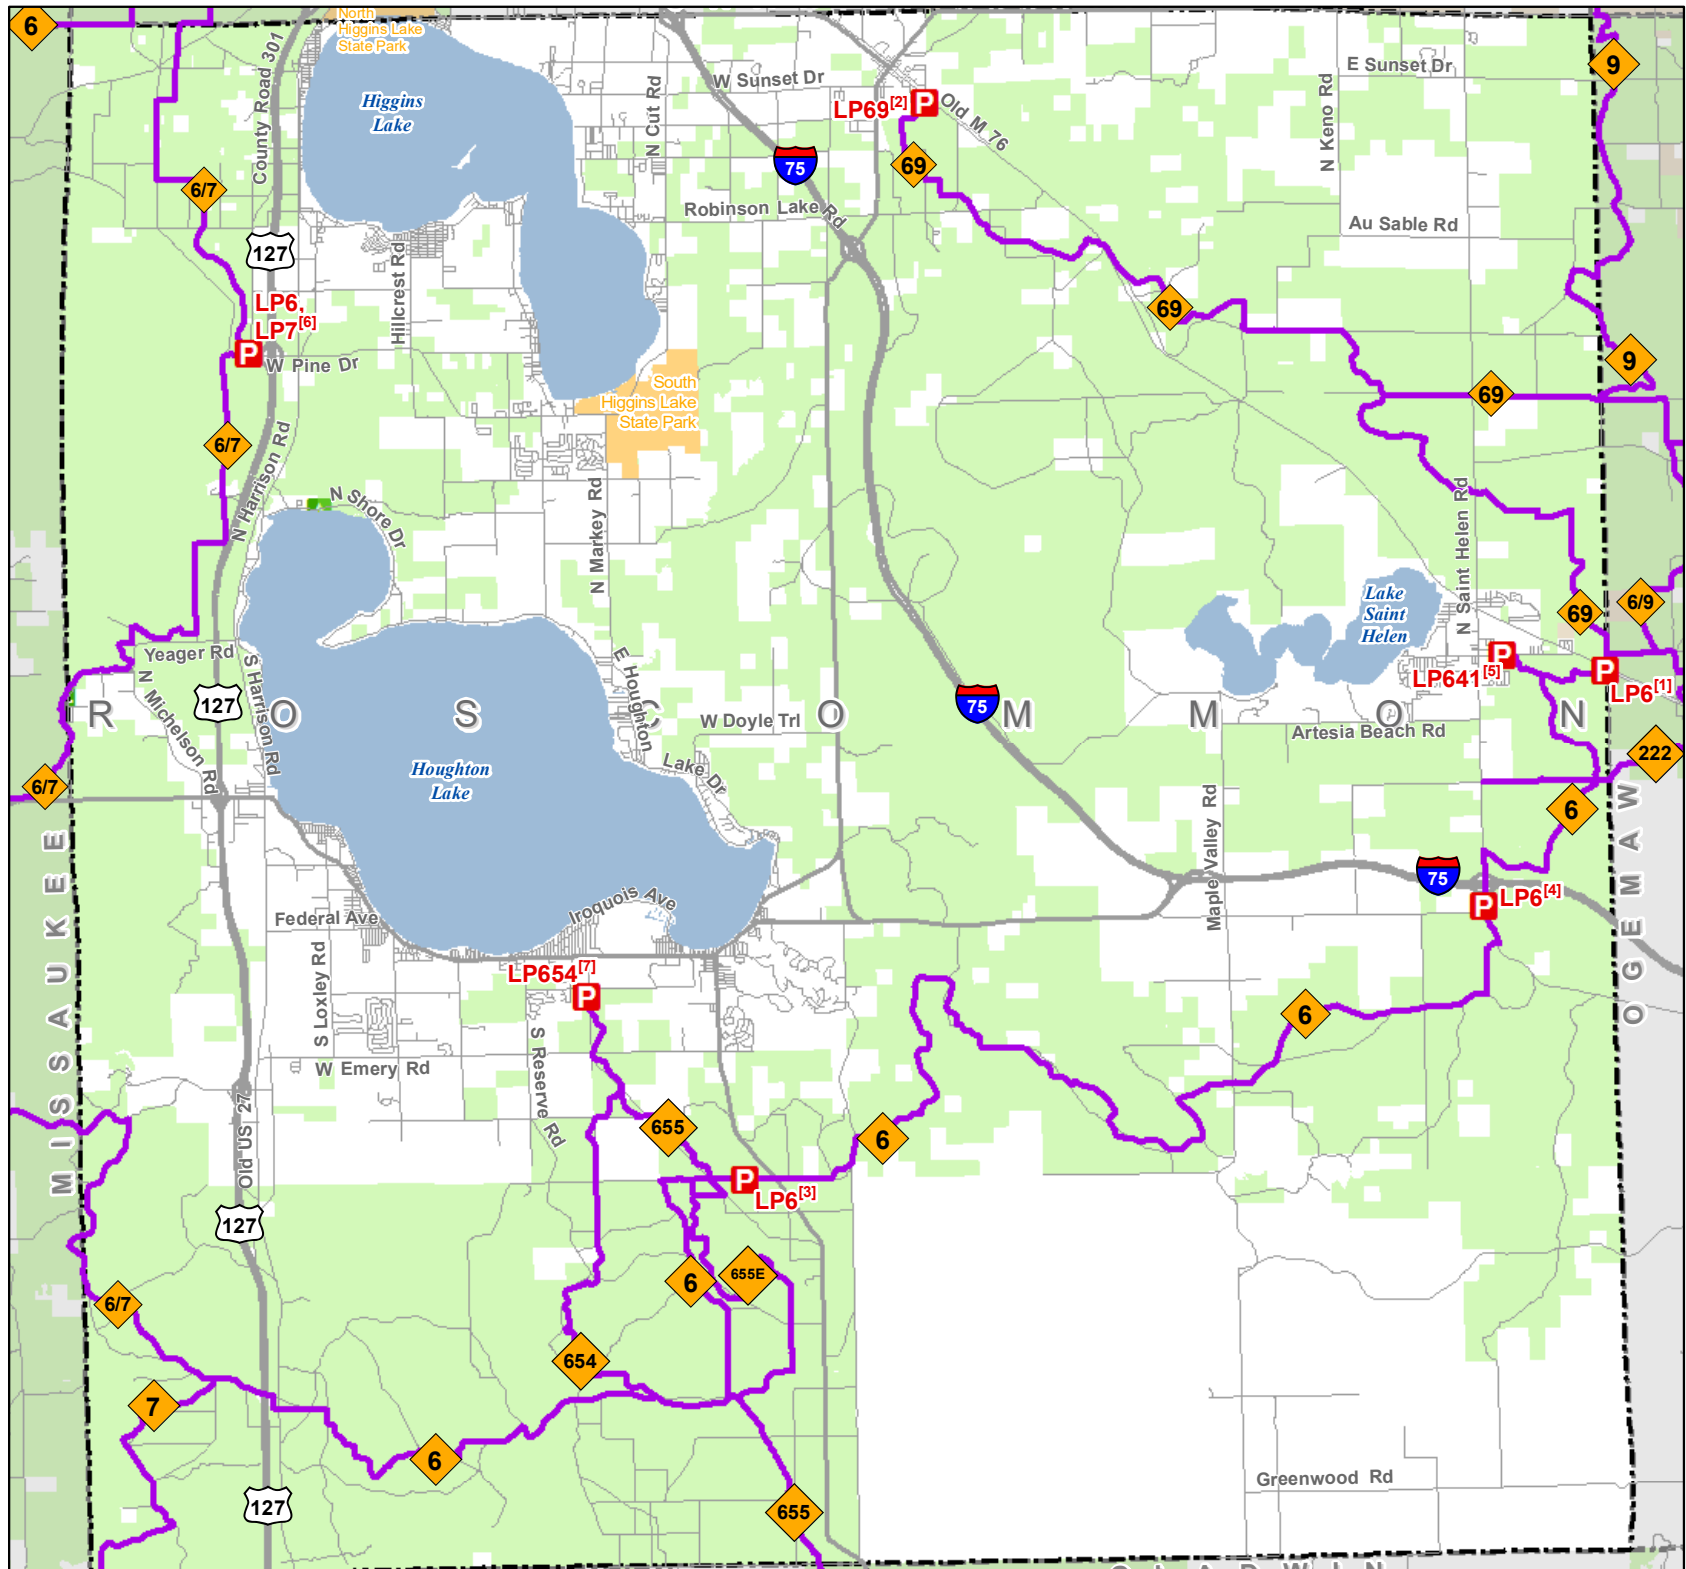 6
North
Higgins Lake
State Park
County Road 301
Higgins
Lake
N Cut Rd
W Sunset Dr
LP69[2]
P
Old M 76
N Keno Rd
E Sunset Dr
9
75
69
6/7
Robinson Lake Rd
Au Sable Rd
127
Hillcrest Rd
LP6,
LP7[6]
P
W Pine Dr
69
9
South
Higgins Lake
State Park
69
6/7
N Harrison Rd
N Shore Dr
N Markey Rd
N Saint Helen Rd
Lake
Saint
Helen
69
6/9
Yeager Rd
N Michelson Rd
S Harrison Rd
E Houghton
Lake Dr
P
LP641[5]
P
LP6[1]
127
R O S C O M M O N
75
W Doyle Trl
Artesia Beach Rd
222
Houghton
Lake
6/7
Maple Valley Rd
6
MISSAUKEE
OGEMAW
75
P
LP6[4]
Federal Ave
Iroquois Ave
S Loxley Rd
LP654[7]
P
6
S Reserve Rd
W Emery Rd
Old US 27
655
6
P
LP6[3]
127
6
655E
6/7
654
7
6
Greenwood Rd
127
655
GLADWIN